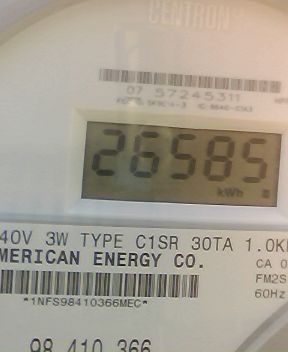 CENTRON
07 57245311
26585
kWh
40V 3W TYPE C1SR 30TA 1.0K
MERICAN ENERGY CO.
CA 0
FM2S
60Hz
*1NFS98410366MEC*
98 410 366